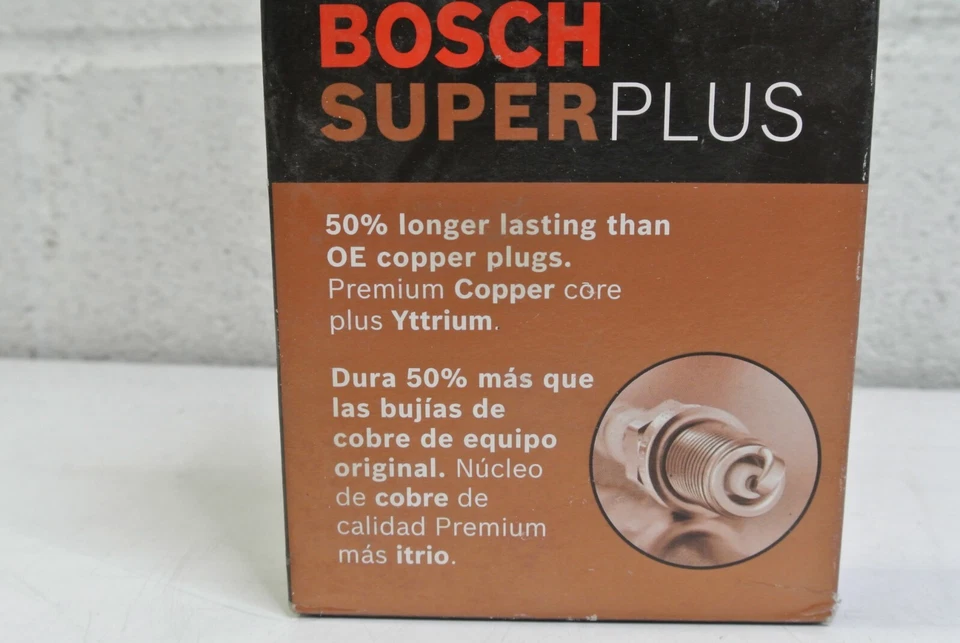 BOSCH
SUPERPLUS
50% longer lasting than
OE copper plugs.
Premium Copper core
plus Yttrium.
Dura 50% más que
las bujías de
cobre de equipo
original. Núcleo
de cobre de
calidad Premium
más itrio.